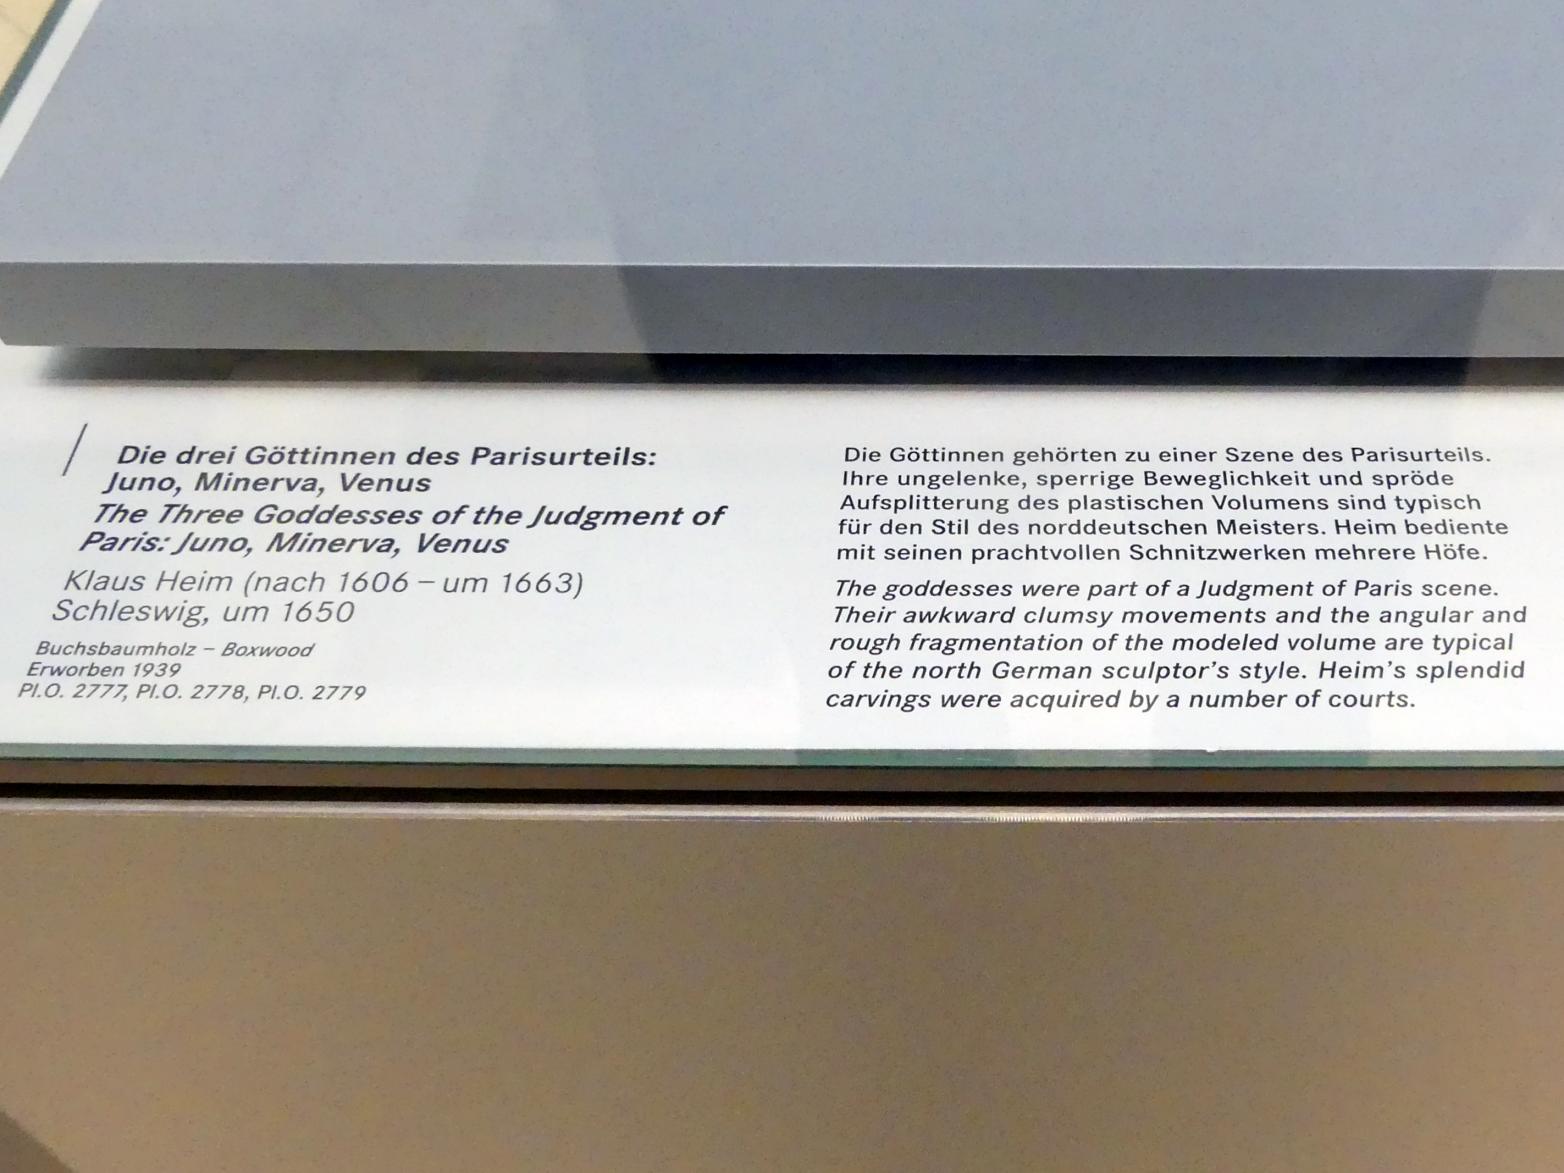 Die drei Göttinnen des Parisurteils:
Juno, Minerva, Venus
The Three Goddesses of the Judgment of
Paris: Juno, Minerva, Venus
Klaus Heim (nach 1606 – um 1663)
Schleswig, um 1650
Buchsbaumholz – Boxwood
Erworben 1939
Pl.O. 2777, Pl.O. 2778, Pl.O. 2779
Die Göttinnen gehörten zu einer Szene des Parisurteils.
Ihre ungelenke, sperrige Beweglichkeit und spröde
Aufsplitterung des plastischen Volumens sind typisch
für den Stil des norddeutschen Meisters. Heim bediente
mit seinen prachtvollen Schnitzwerken mehrere Höfe.
The goddesses were part of a Judgment of Paris scene.
Their awkward clumsy movements and the angular and
rough fragmentation of the modeled volume are typical
of the north German sculptor's style. Heim's splendid
carvings were acquired by a number of courts.